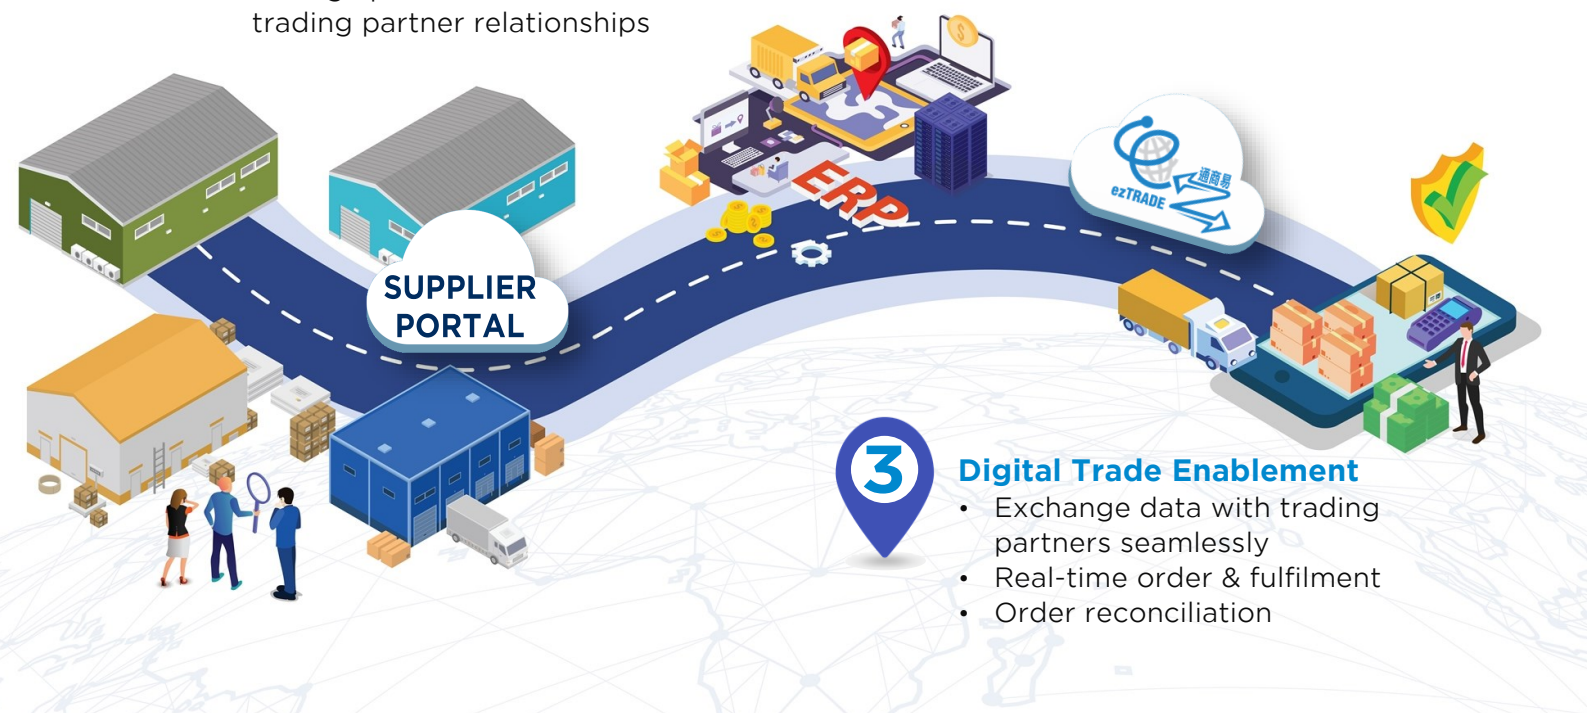 trading partner relationships
SUPPLIER
PORTAL
ERP
通商易
ezTRADE
3
Digital Trade Enablement
• Exchange data with trading
partners seamlessly
• Real-time order & fulfilment
• Order reconciliation